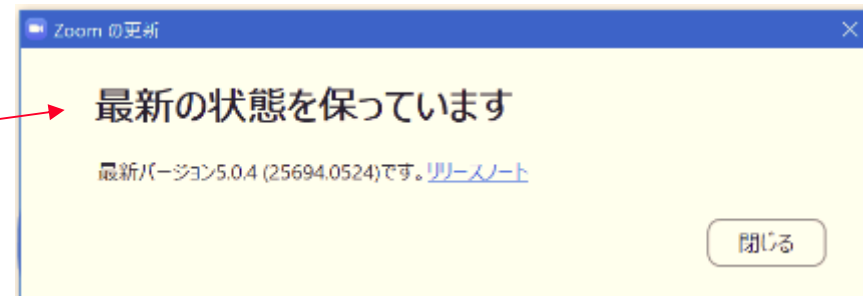 Zoom の更新
最新の状態を保っています
最新バージョン5.0.4 (25694.0524)です。リリースノート
閉じる